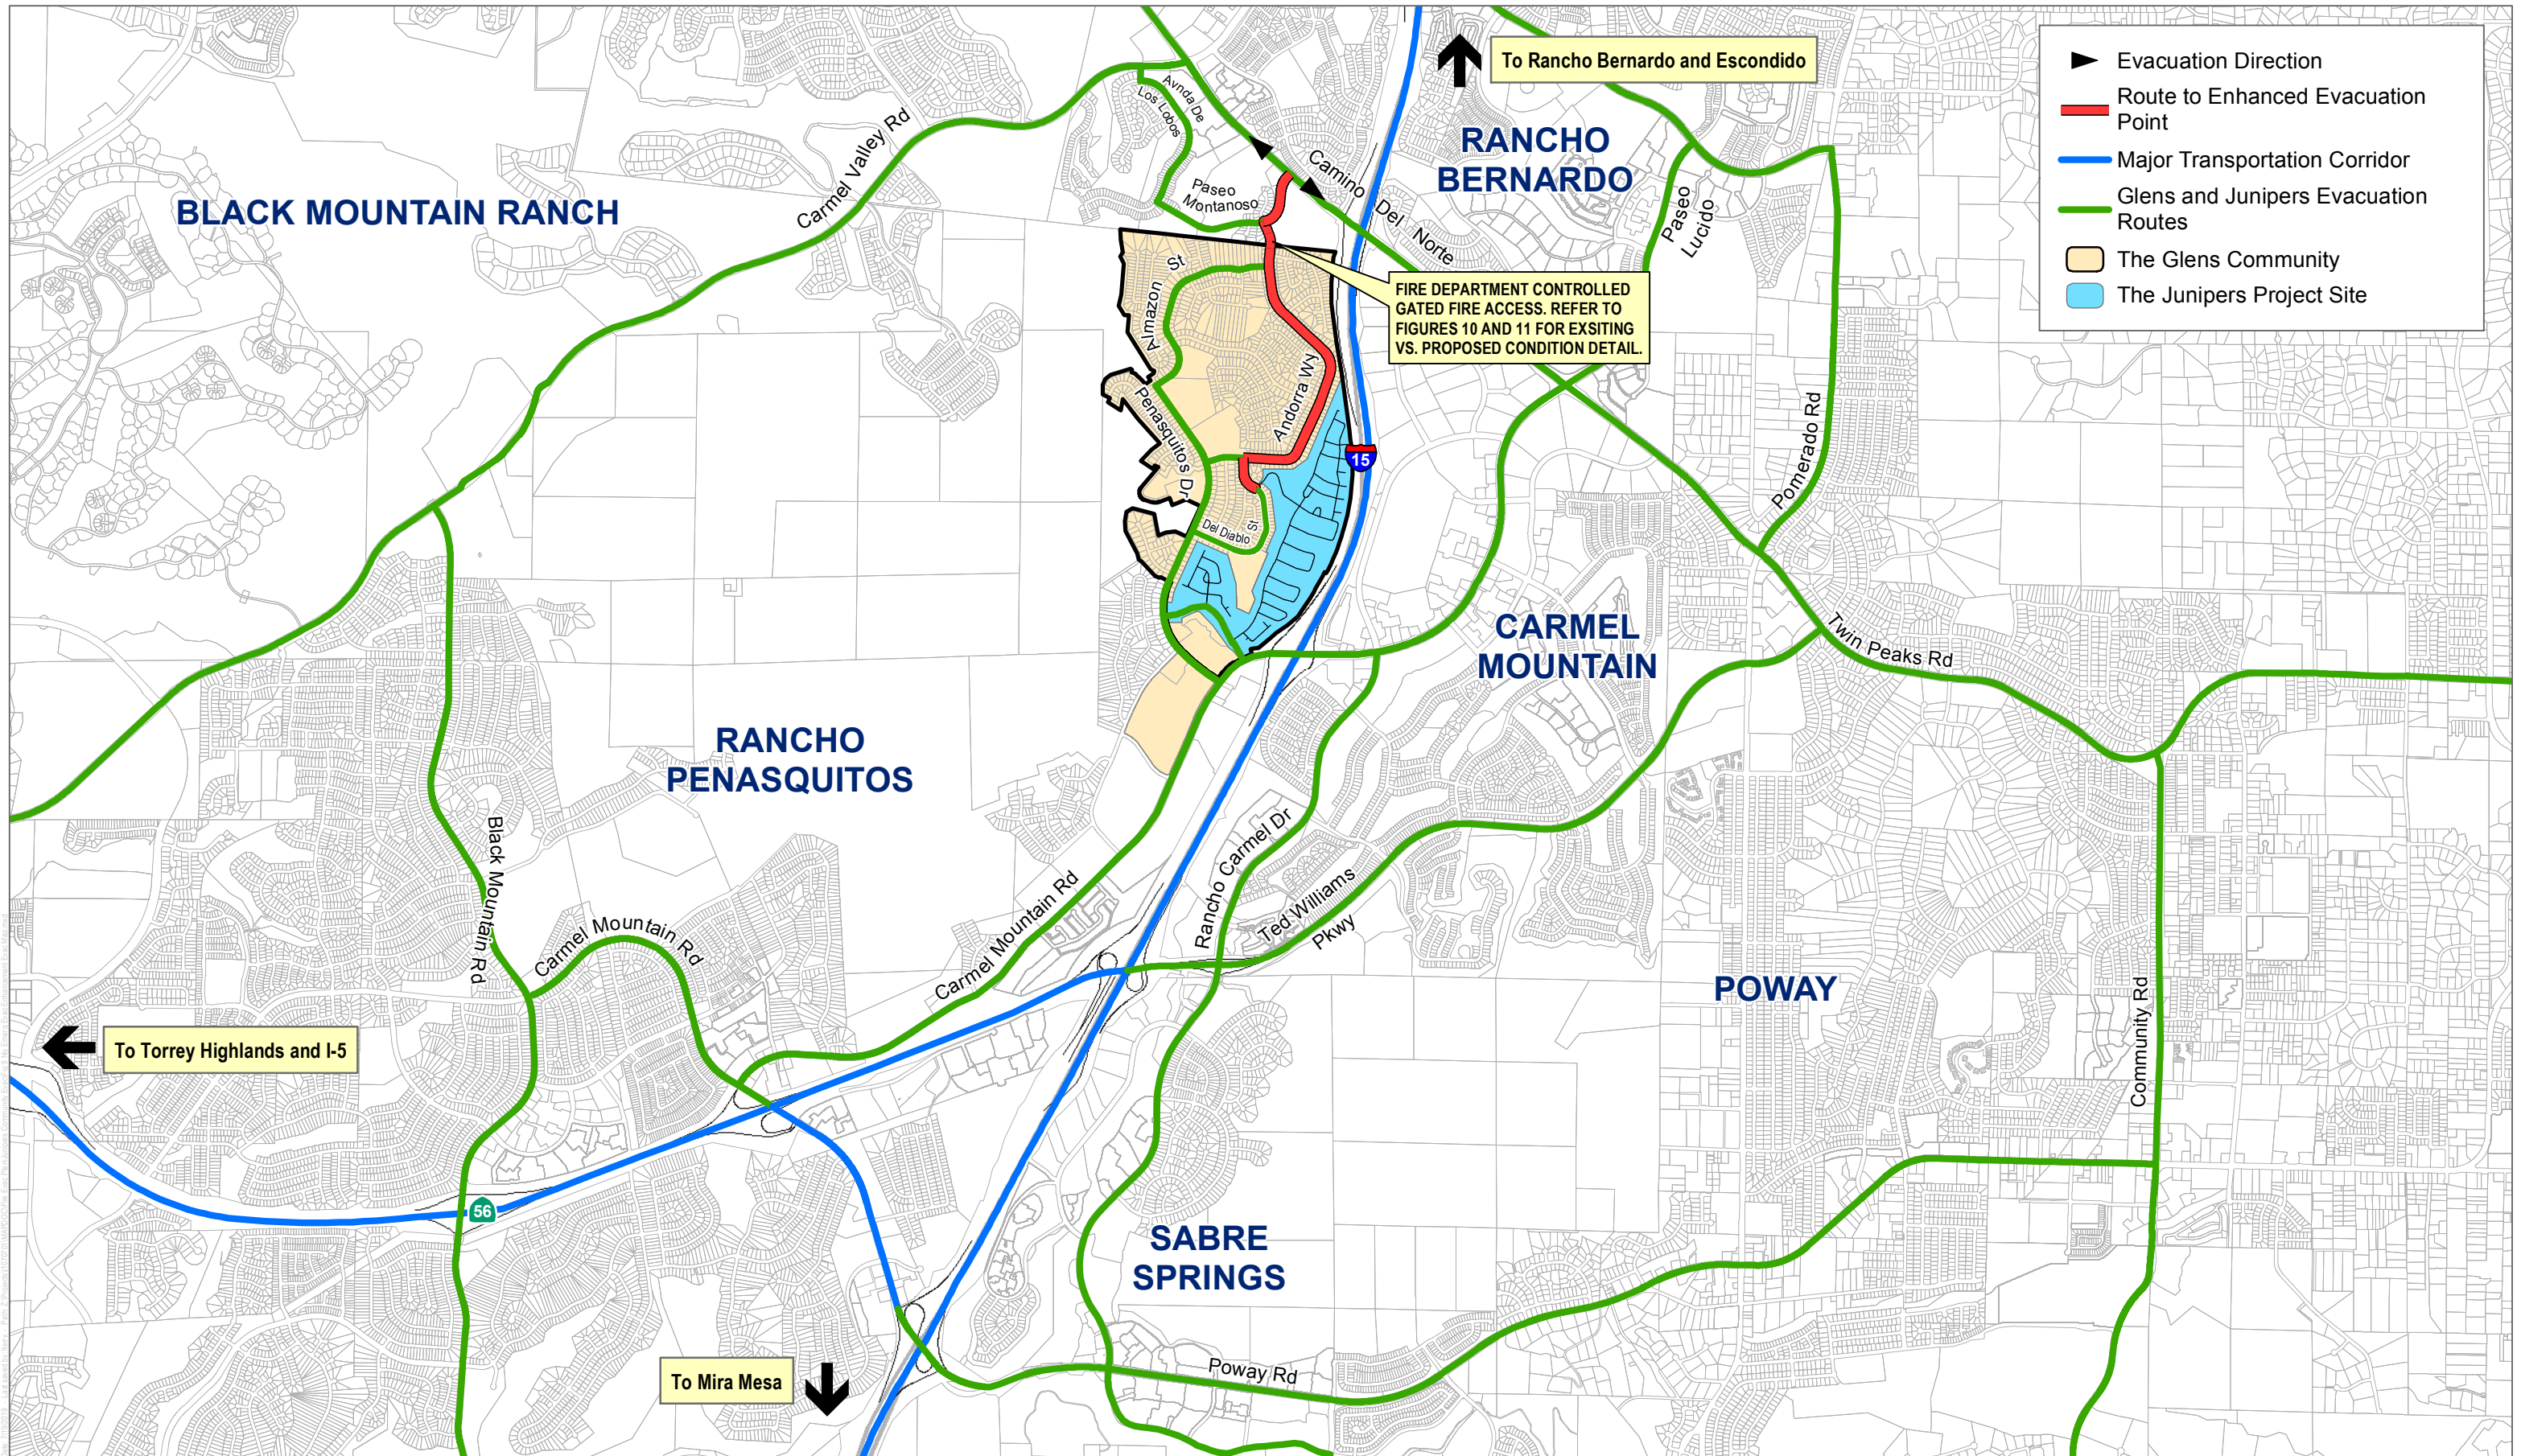 To Rancho Bernardo and Escondido
Evacuation Direction
Route to Enhanced Evacuation
Point
Major Transportation Corridor
Glens and Junipers Evacuation
Routes
The Glens Community
The Junipers Project Site
Avnda De
Los Lobos
Carmel Valley Rd
RANCHO
BERNARDO
BLACK MOUNTAIN RANCH
Paseo
Montanoso
Camino Del Norte
Paseo
Lucido
FIRE DEPARTMENT CONTROLLED
GATED FIRE ACCESS. REFER TO
FIGURES 10 AND 11 FOR EXSITING
VS. PROPOSED CONDITION DETAIL.
Almazon St
Andorra Wy
Penasquitos Dr
15
Pomerado Rd
Del Diablo St
CARMEL
MOUNTAIN
Twin Peaks Rd
RANCHO
PENASQUITOS
Black Mountain Rd
Rancho Carmel Dr
Ted Williams
Pkwy
Carmel Mountain Rd
Carmel Mountain Rd
POWAY
Community Rd
To Torrey Highlands and I-5
56
SABRE
SPRINGS
To Mira Mesa
Poway Rd